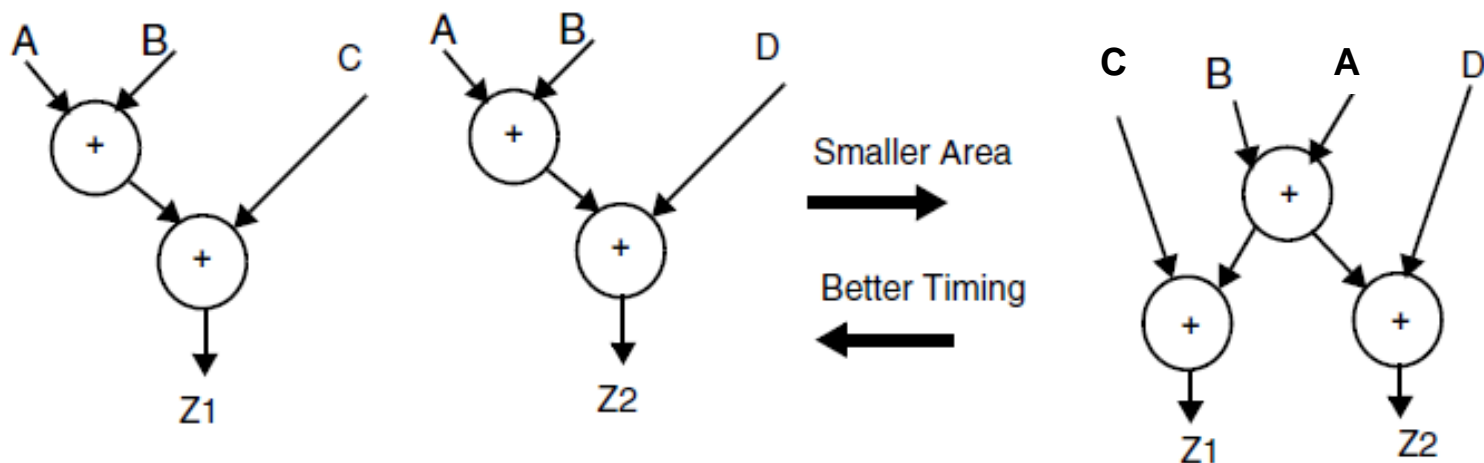 A B C
+
+
Z1
A B D
+
+
Z2
Smaller Area
Better Timing
C B A D
+
+ +
Z1 Z2